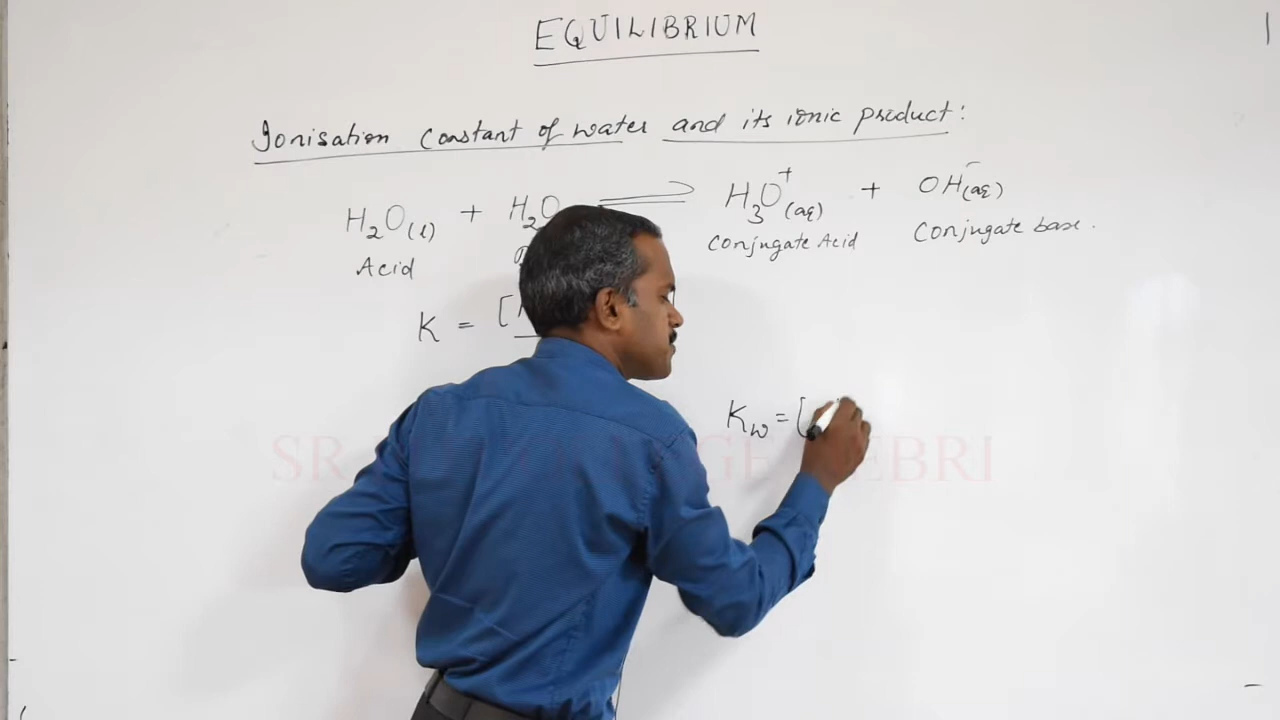 EQUILIBRIUM
Ionisation constant of water and its ionic product:
H₂O(l) + H₂O ⇌ H₃O⁺(aq) + OH⁻(aq)
Acid Conjugate Acid Conjugate base.
K = [
K_w = [